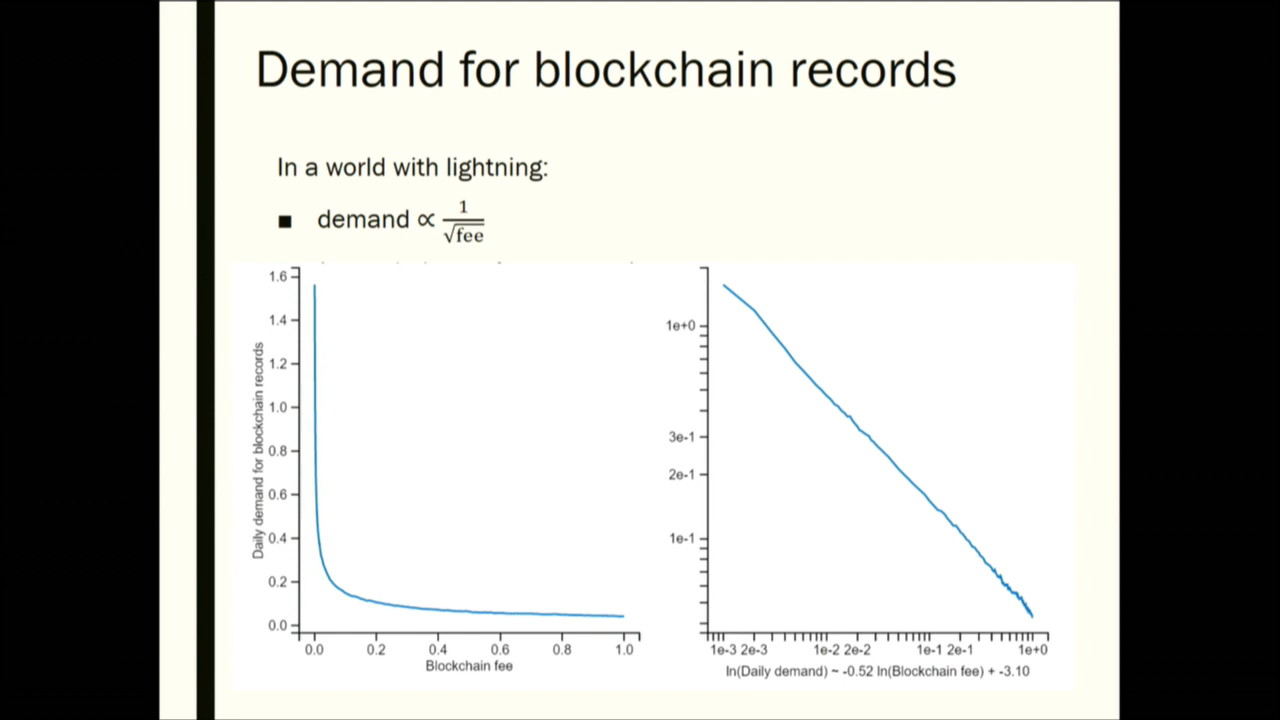 Demand for blockchain records
In a world with lightning:
■ demand ∝ 1/√fee
Daily demand for blockchain records
1.6
1.4
1.2
1.0
0.8
0.6
0.4
0.2
0.0
0.0 0.2 0.4 0.6 0.8 1.0
Blockchain fee
1e+0
3e-1
2e-1
1e-1
1e-3 2e-3 1e-2 2e-2 1e-1 2e-1 1e+0
ln(Daily demand) ~ -0.52 ln(Blockchain fee) + -3.10